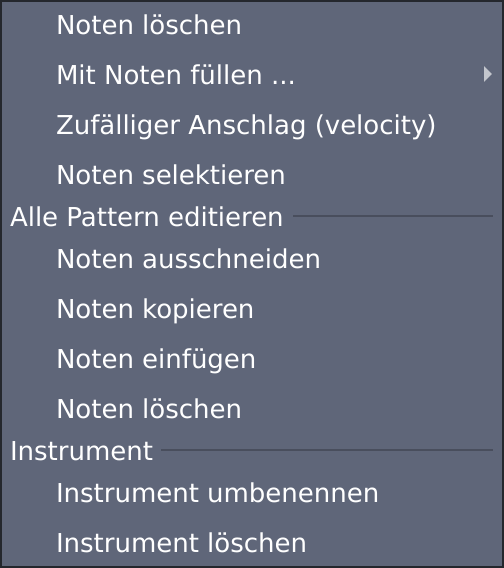 Noten löschen
Mit Noten füllen ...
Zufälliger Anschlag (velocity)
Noten selektieren
Alle Pattern editieren
Noten ausschneiden
Noten kopieren
Noten einfügen
Noten löschen
Instrument
Instrument umbenennen
Instrument löschen